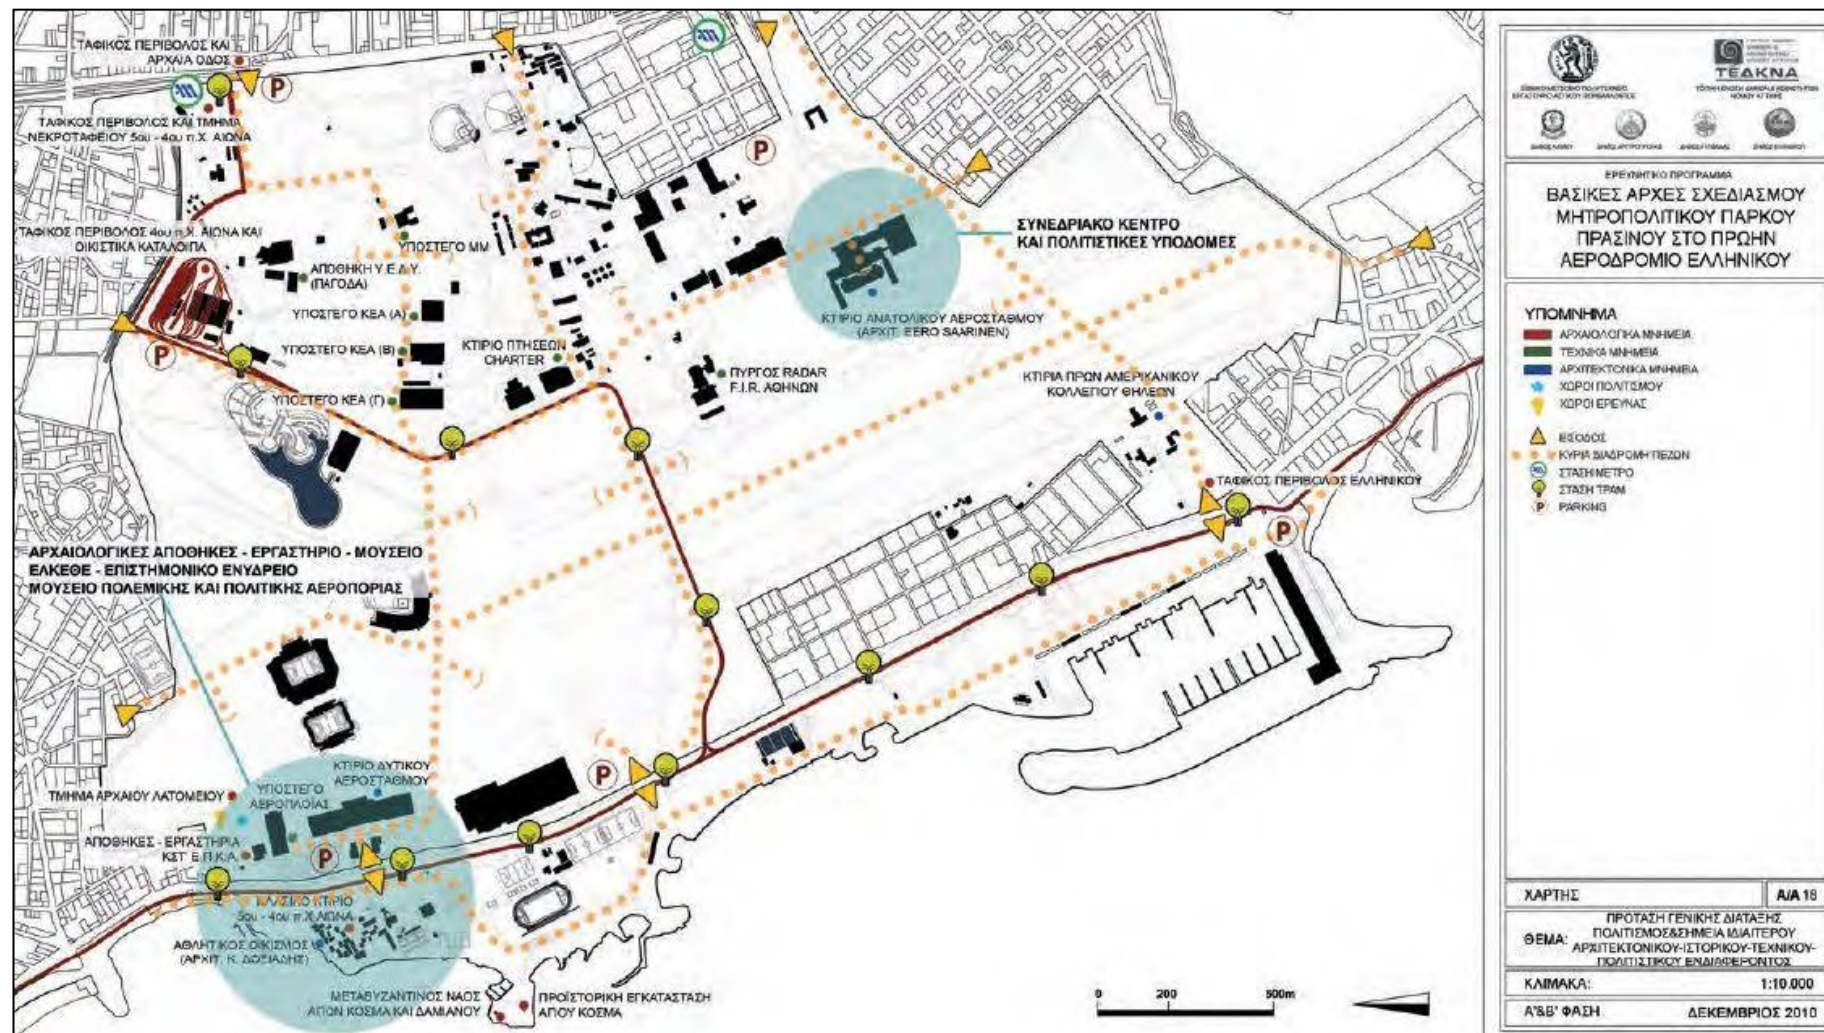 ΤΑΦΙΚΟΣ ΠΕΡΙΒΟΛΟΣ ΚΑΙ
ΑΡΧΑΙΑ ΟΔΟΣ
P
ΤΑΦΙΚΟΣ ΠΕΡΙΒΟΛΟΣ ΚΑΙ ΤΜΗΜΑ
ΝΕΚΡΟΤΑΦΕΙΟΥ 5ου - 4ου π.Χ. ΑΙΩΝΑ
P
ΤΑΦΙΚΟΣ ΠΕΡΙΒΟΛΟΣ 4ου π.Χ. ΑΙΩΝΑ ΚΑΙ
ΟΙΚΙΣΤΙΚΑ ΚΑΤΑΛΟΙΠΑ
ΥΠΟΣΤΕΓΟ ΜΜ
ΑΠΟΘΗΚΗ Υ.Ε.Δ.Υ.
(ΠΑΓΟΔΑ)
ΥΠΟΣΤΕΓΟ ΚΕΑ (Α)
ΥΠΟΣΤΕΓΟ ΚΕΑ (Β)
ΥΠΟΣΤΕΓΟ ΚΕΑ (Γ)
P
ΚΤΙΡΙΟ ΠΤΗΣΕΩΝ
CHARTER
ΠΥΡΓΟΣ RADAR
F.I.R. ΑΘΗΝΩΝ
ΣΥΝΕΔΡΙΑΚΟ ΚΕΝΤΡΟ
ΚΑΙ ΠΟΛΙΤΙΣΤΙΚΕΣ ΥΠΟΔΟΜΕΣ
ΚΤΙΡΙΟ ΑΝΑΤΟΛΙΚΟΥ ΑΕΡΟΣΤΑΘΜΟΥ
(ΑΡΧΙΤ. EERO SAARINEN)
ΚΤΙΡΙΑ ΠΡΩΝ ΑΜΕΡΙΚΑΝΙΚΟΥ
ΚΟΛΛΕΓΙΟΥ ΘΗΛΕΩΝ
ΤΑΦΙΚΟΣ ΠΕΡΙΒΟΛΟΣ ΕΛΛΗΝΙΚΟΥ
P
ΑΡΧΑΙΟΛΟΓΙΚΕΣ ΑΠΟΘΗΚΕΣ - ΕΡΓΑΣΤΗΡΙΟ - ΜΟΥΣΕΙΟ
ΕΛΚΕΘΕ - ΕΠΙΣΤΗΜΟΝΙΚΟ ΕΝΥΔΡΕΙΟ
ΜΟΥΣΕΙΟ ΠΟΛΕΜΙΚΗΣ ΚΑΙ ΠΟΛΙΤΙΚΗΣ ΑΕΡΟΠΟΡΙΑΣ
ΚΤΙΡΙΟ ΔΥΤΙΚΟΥ
ΑΕΡΟΣΤΑΘΜΟΥ
P
ΤΜΗΜΑ ΑΡΧΑΙΟΥ ΛΑΤΟΜΕΙΟΥ
ΥΠΟΣΤΕΓΟ
ΑΕΡΟΠΛΟΪΑΣ
ΑΠΟΘΗΚΕΣ - ΕΡΓΑΣΤΗΡΙΑ
ΚΣΤ' Ε.Π.Κ.Α.
P
ΚΛΑΣΙΚΟ ΚΤΙΡΙΟ
5ου - 4ου π.Χ. ΑΙΩΝΑ
ΑΘΛΗΤΙΚΟΣ ΟΙΚΙΣΜΟΣ
(ΑΡΧΙΤ. Κ. ΔΟΞΙΑΔΗΣ)
ΜΕΤΑΒΥΖΑΝΤΙΝΟΣ ΝΑΟΣ
ΑΓΙΩΝ ΚΟΣΜΑ ΚΑΙ ΔΑΜΙΑΝΟΥ
ΠΡΟΪΣΤΟΡΙΚΗ ΕΓΚΑΤΑΣΤΑΣΗ
ΑΓΙΟΥ ΚΟΣΜΑ
0 200 500m
ΤΕΔΚΝΑ
ΕΡΕΥΝΗΤΙΚΟ ΠΡΟΓΡΑΜΜΑ
ΒΑΣΙΚΕΣ ΑΡΧΕΣ ΣΧΕΔΙΑΣΜΟΥ
ΜΗΤΡΟΠΟΛΙΤΙΚΟΥ ΠΑΡΚΟΥ
ΠΡΑΣΙΝΟΥ ΣΤΟ ΠΡΩΗΝ
ΑΕΡΟΔΡΟΜΙΟ ΕΛΛΗΝΙΚΟΥ
ΥΠΟΜΝΗΜΑ
ΑΡΧΑΙΟΛΟΓΙΚΑ ΜΝΗΜΕΙΑ
ΤΕΧΝΙΚΑ ΜΝΗΜΕΙΑ
ΑΡΧΙΤΕΚΤΟΝΙΚΑ ΜΝΗΜΕΙΑ
ΧΩΡΟΙ ΠΟΛΙΤΙΣΜΟΥ
ΧΩΡΟΙ ΕΡΕΥΝΑΣ
ΕΙΣΟΔΟΣ
ΚΥΡΙΑ ΔΙΑΔΡΟΜΗ ΠΕΖΩΝ
ΣΤΑΣΗ ΜΕΤΡΟ
ΣΤΑΣΗ ΤΡΑΜ
P PARKING
ΧΑΡΤΗΣ Α/Α 18
ΘΕΜΑ: ΠΡΟΤΑΣΗ ΓΕΝΙΚΗΣ ΔΙΑΤΑΞΗΣ
ΠΟΛΙΤΙΣΜΟΣ&ΣΗΜΕΙΑ ΙΔΙΑΙΤΕΡΟΥ
ΑΡΧΙΤΕΚΤΟΝΙΚΟΥ-ΙΣΤΟΡΙΚΟΥ-ΤΕΧΝΙΚΟΥ-
ΠΟΛΙΤΙΣΤΙΚΟΥ ΕΝΔΙΑΦΕΡΟΝΤΟΣ
ΚΛΙΜΑΚΑ: 1:10.000
Α'&Β' ΦΑΣΗ ΔΕΚΕΜΒΡΙΟΣ 2010